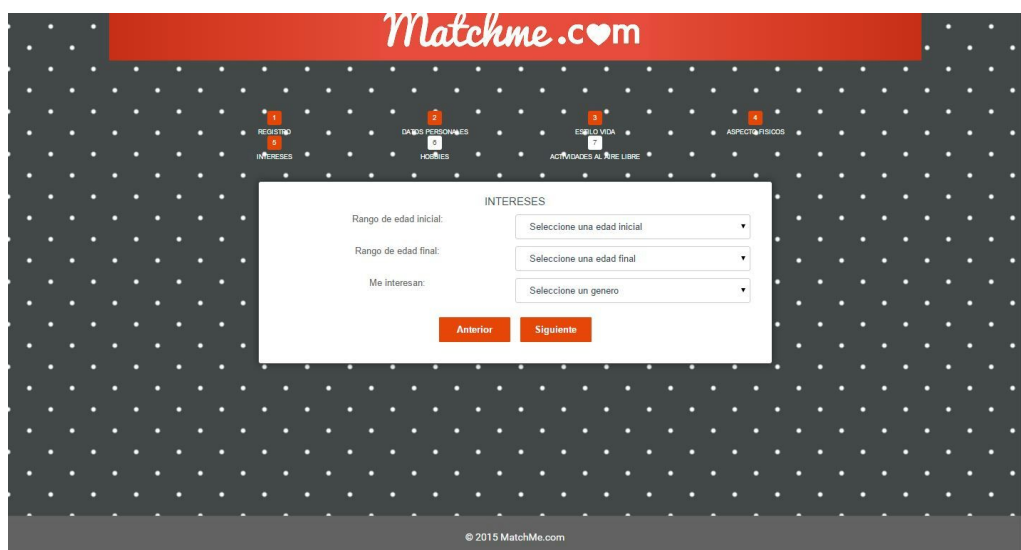 Matchme.com
1 2 3 4
REGISTRO DATOS PERSONALES ESTILO VIDA ASPECTO FISICOS
5 6 7
INTERESES HOBBIES ACTIVIDADES AL AIRE LIBRE
INTERESES
Rango de edad inicial: Seleccione una edad inicial
Rango de edad final: Seleccione una edad final
Me interesan: Seleccione un genero
Anterior Siguiente
© 2015 MatchMe.com